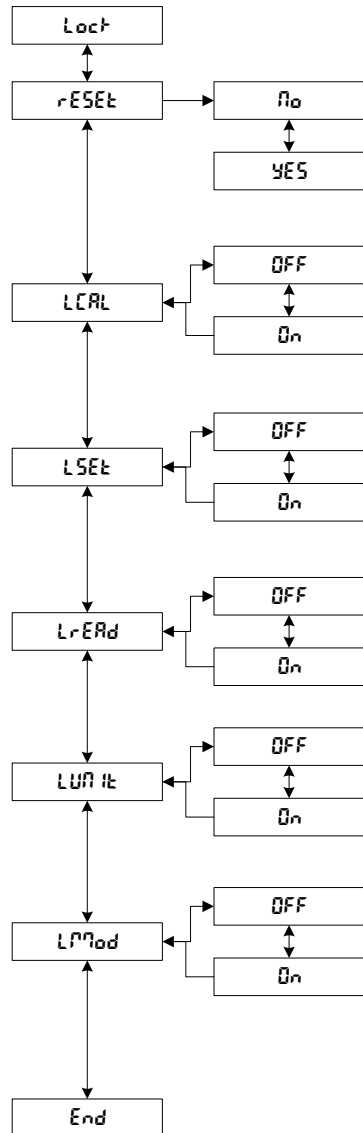 Lock
rESEt
No
YES
LCAL
OFF
On
LSEt
OFF
On
LrEAd
OFF
On
LUNIt
OFF
On
LMMod
OFF
On
End